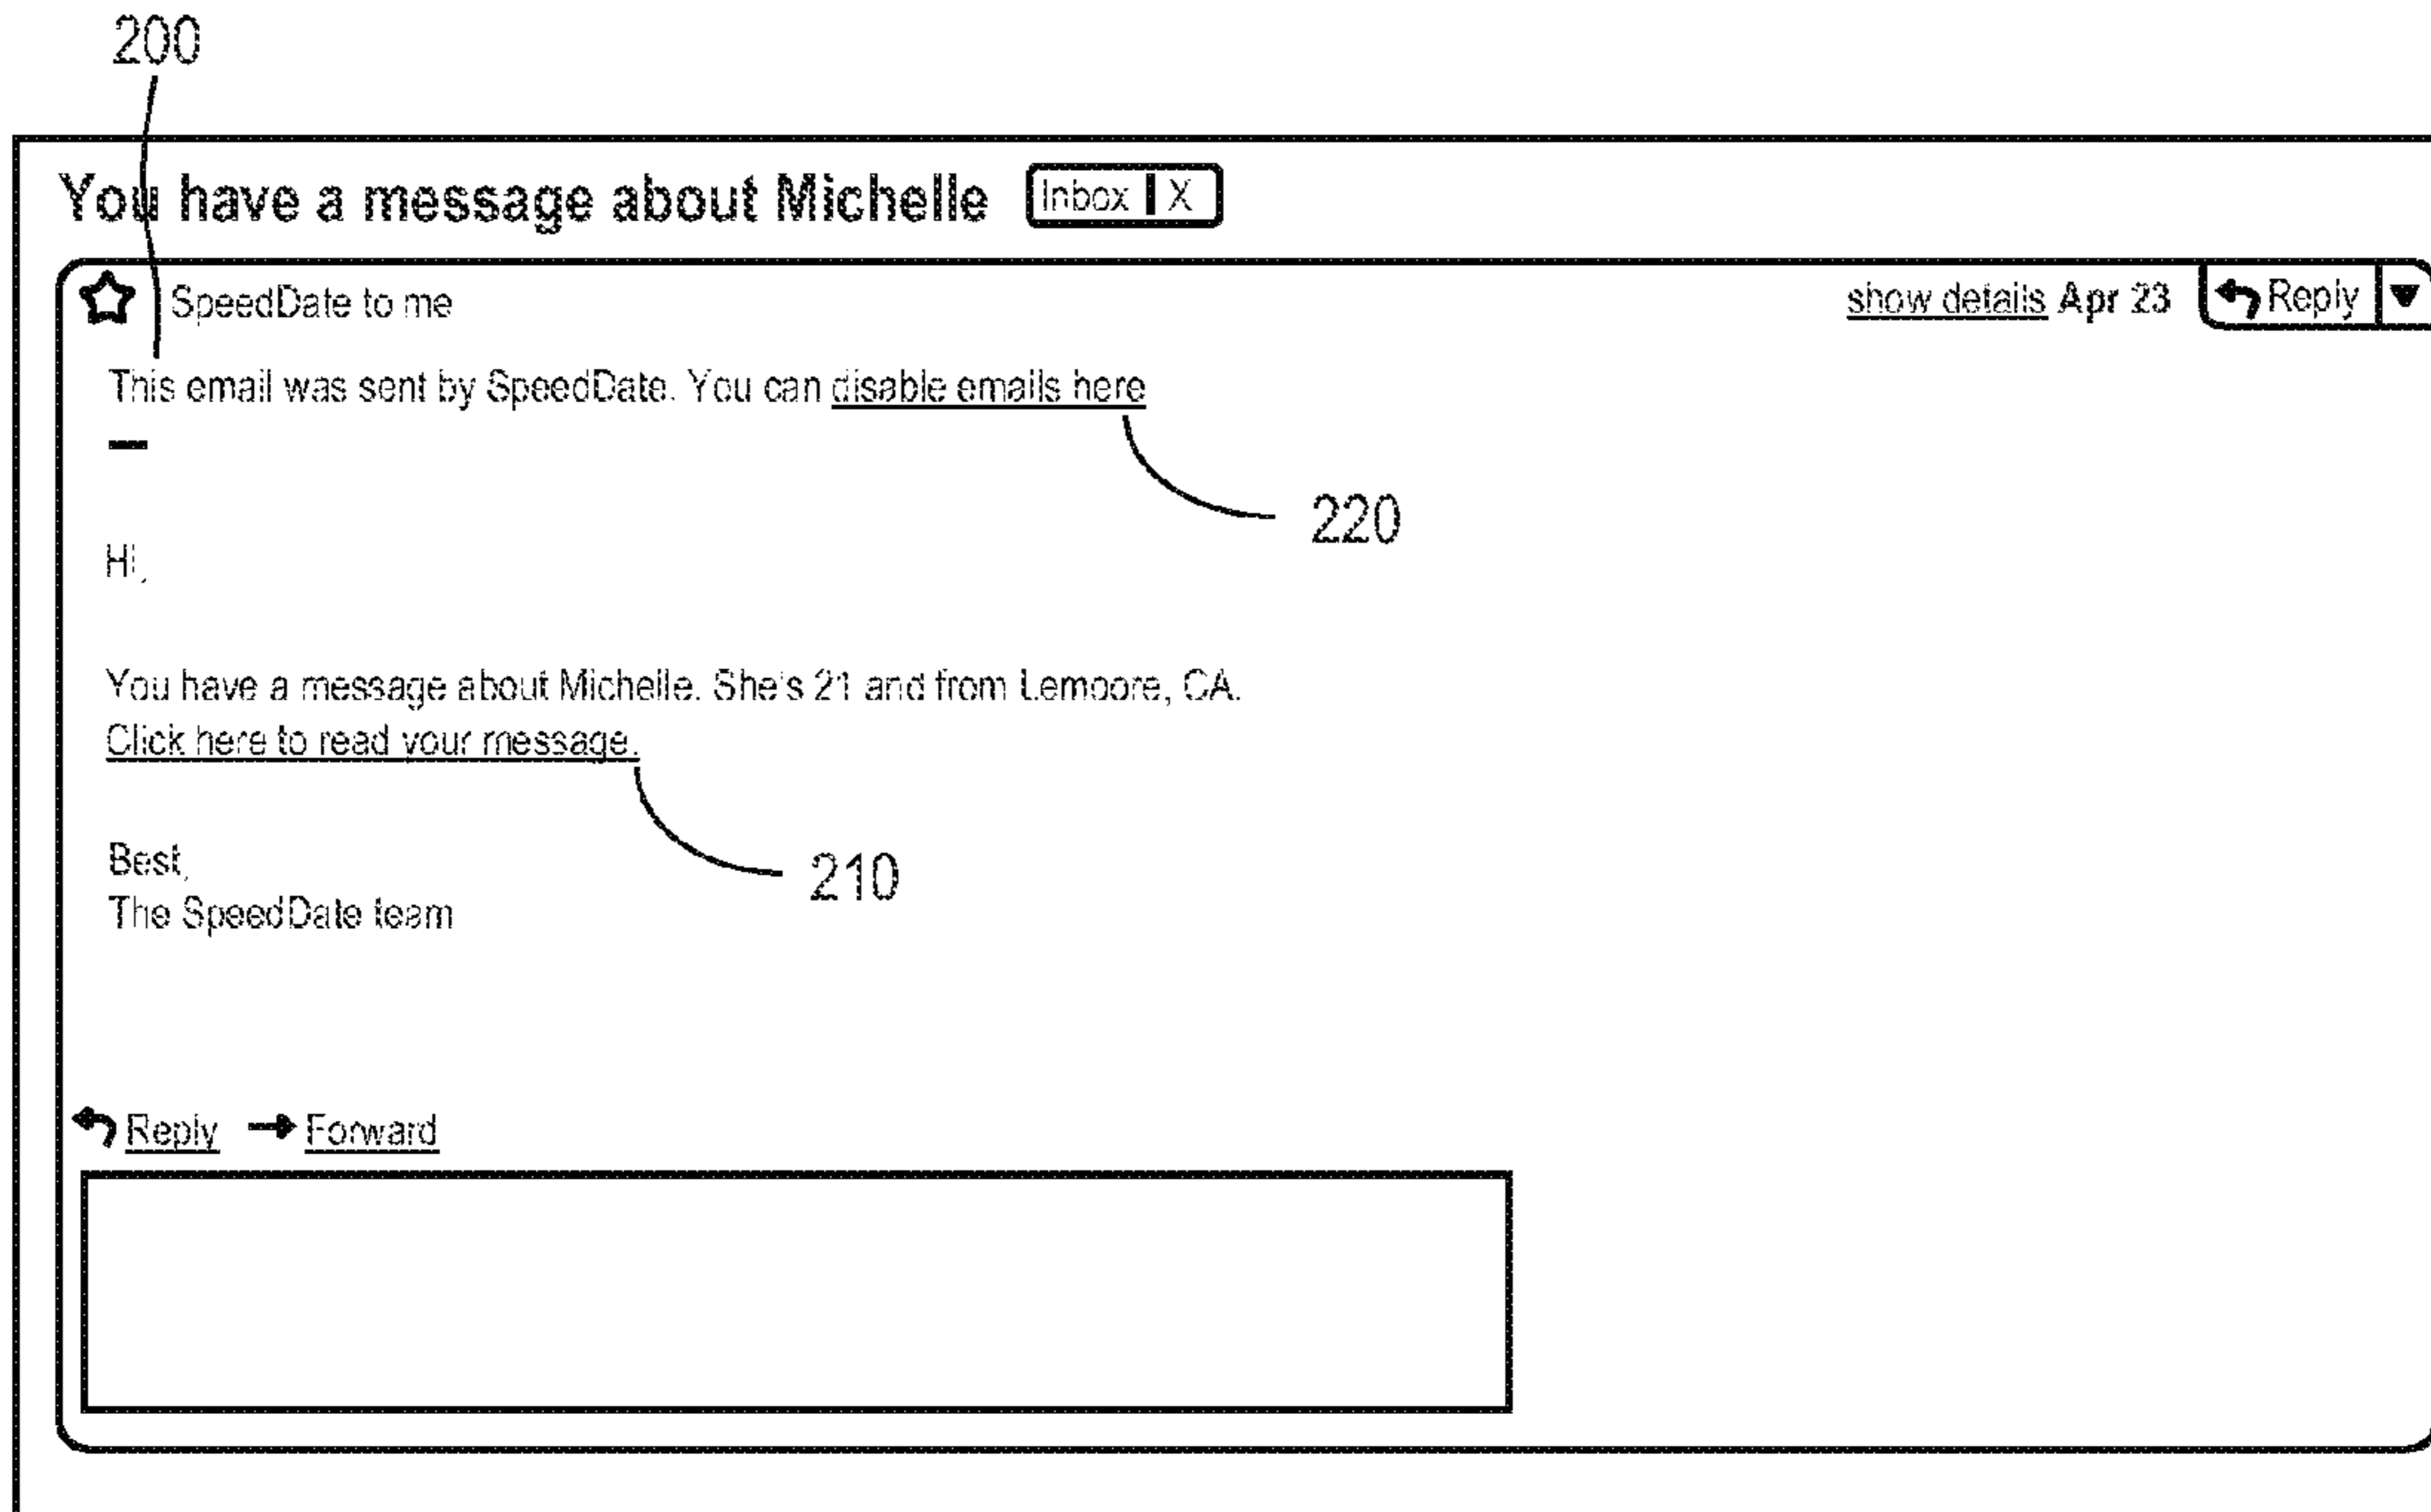 200
You have a message about Michelle Inbox | X
SpeedDate to me show details Apr 23 Reply
This email was sent by SpeedDate. You can disable emails here
220
Hi,
You have a message about Michelle. She's 21 and from Lemoore, CA.
Click here to read your message.
210
Best,
The SpeedDate team
Reply Forward